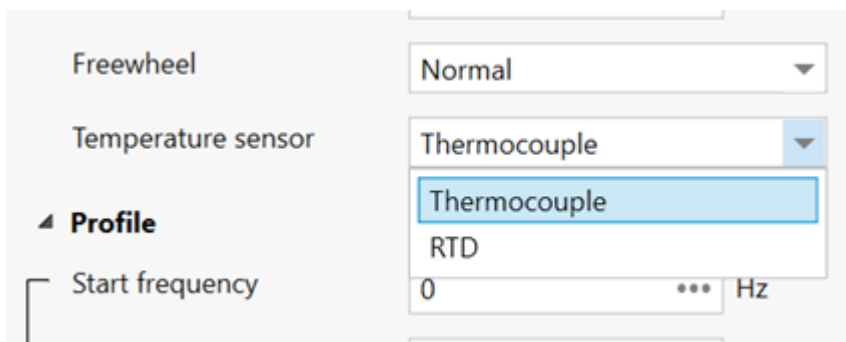 Freewheel Normal
Temperature sensor Thermocouple
Thermocouple
Profile
RTD
Start frequency 0 ••• Hz